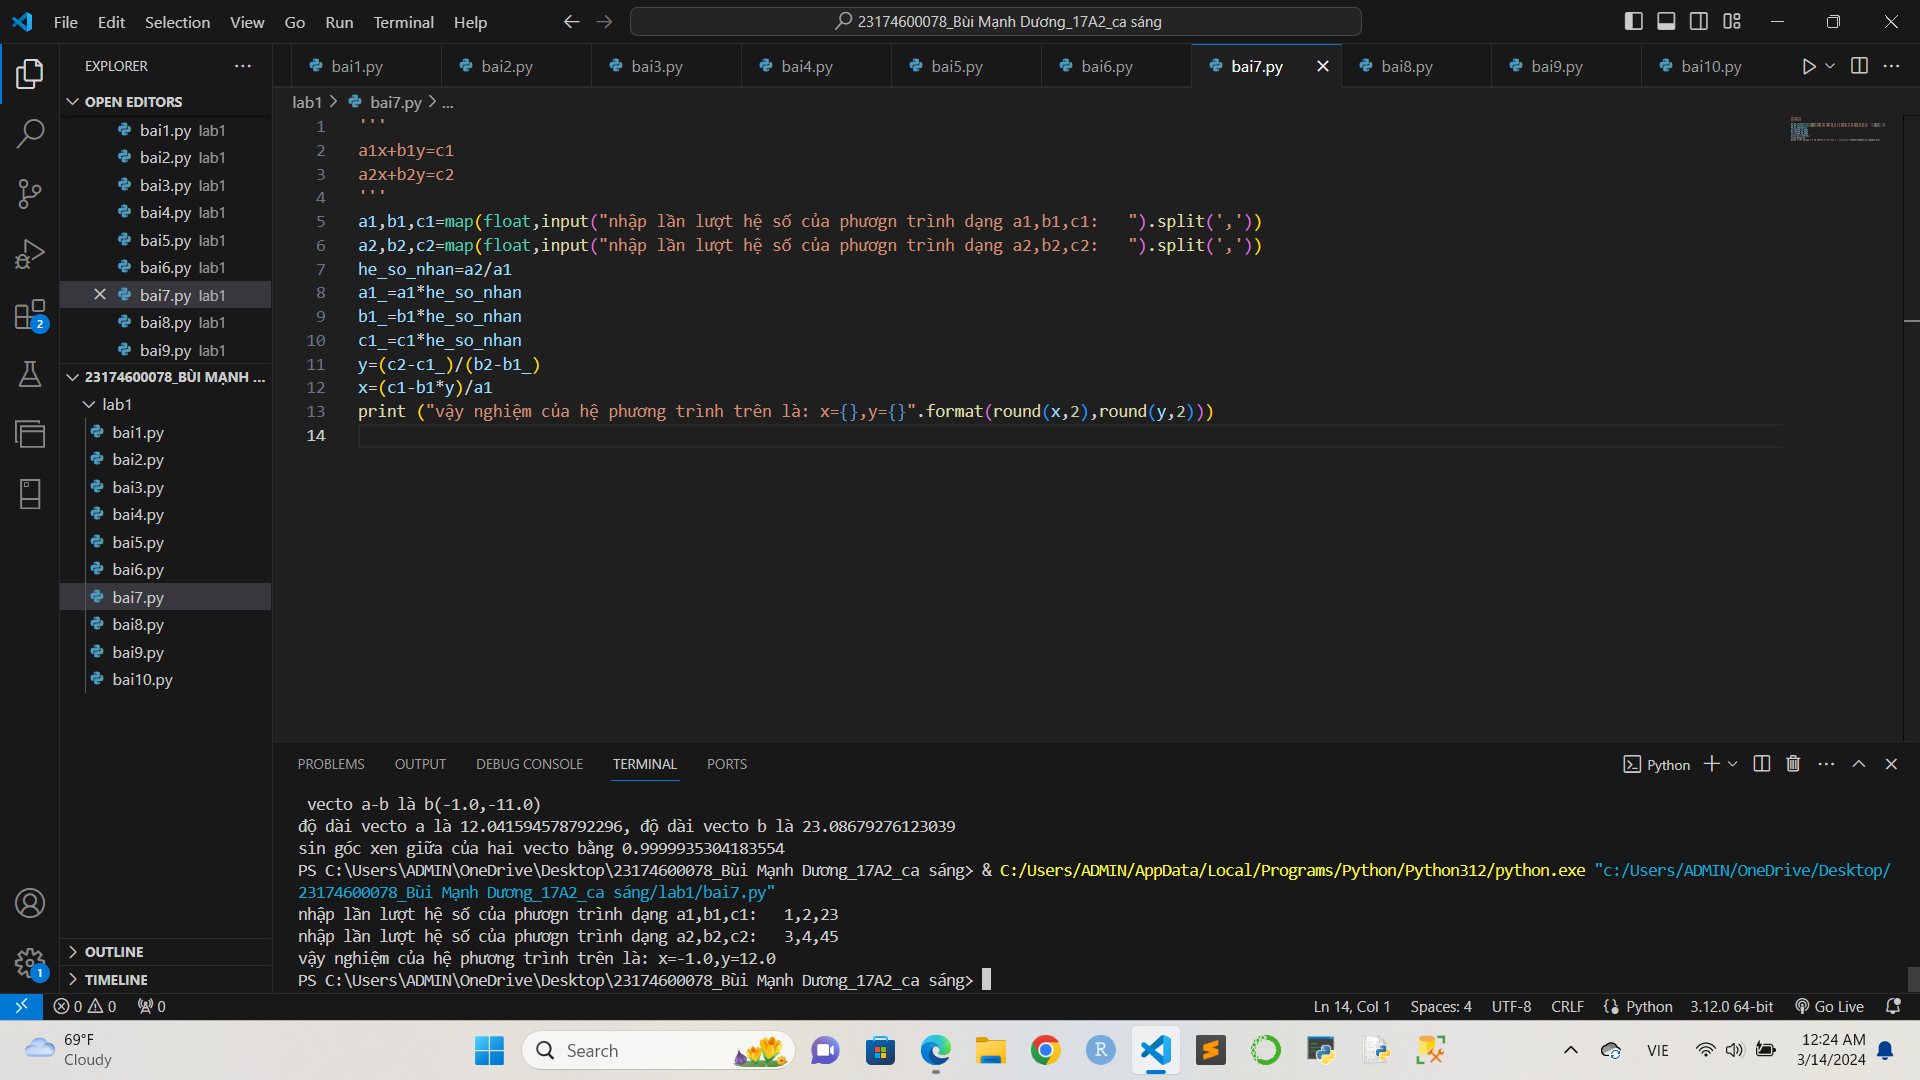 File Edit Selection View Go Run Terminal Help
23174600078_Bùi Mạnh Dương_17A2_ca sáng
EXPLORER
OPEN EDITORS
bai1.py lab1
bai2.py lab1
bai3.py lab1
bai4.py lab1
bai5.py lab1
bai6.py lab1
bai7.py lab1
bai8.py lab1
bai9.py lab1
23174600078_BÙI MẠNH ...
lab1
bai1.py
bai2.py
bai3.py
bai4.py
bai5.py
bai6.py
bai7.py
bai8.py
bai9.py
bai10.py
OUTLINE
TIMELINE
2
1
bai1.py bai2.py bai3.py bai4.py bai5.py bai6.py bai7.py bai8.py bai9.py bai10.py
lab1 > bai7.py > ...
1 '''
2 a1x+b1y=c1
3 a2x+b2y=c2
4 '''
5 a1,b1,c1=map(float,input("nhập lần lượt hệ số của phươgn trình dạng a1,b1,c1:   ").split(','))
6 a2,b2,c2=map(float,input("nhập lần lượt hệ số của phươgn trình dạng a2,b2,c2:   ").split(','))
7 he_so_nhan=a2/a1
8 a1_=a1*he_so_nhan
9 b1_=b1*he_so_nhan
10 c1_=c1*he_so_nhan
11 y=(c2-c1_)/(b2-b1_)
12 x=(c1-b1*y)/a1
13 print ("vậy nghiệm của hệ phương trình trên là: x={},y={}".format(round(x,2),round(y,2)))
14
PROBLEMS OUTPUT DEBUG CONSOLE TERMINAL PORTS
Python
vecto a-b là b(-1.0,-11.0)
độ dài vecto a là 12.041594578792296, độ dài vecto b là 23.08679276123039
sin góc xen giữa của hai vecto bằng 0.9999935304183554
PS C:\Users\ADMIN\OneDrive\Desktop\23174600078_Bùi Mạnh Dương_17A2_ca sáng> & C:/Users/ADMIN/AppData/Local/Programs/Python/Python312/python.exe "c:/Users/ADMIN/OneDrive/Desktop/
23174600078_Bùi Mạnh Dương_17A2_ca sáng/lab1/bai7.py"
nhập lần lượt hệ số của phươgn trình dạng a1,b1,c1:   1,2,23
nhập lần lượt hệ số của phươgn trình dạng a2,b2,c2:   3,4,45
vậy nghiệm của hệ phương trình trên là: x=-1.0,y=12.0
PS C:\Users\ADMIN\OneDrive\Desktop\23174600078_Bùi Mạnh Dương_17A2_ca sáng>
0 0 0 Ln 14, Col 1 Spaces: 4 UTF-8 CRLF Python 3.12.0 64-bit Go Live
69°F
Cloudy
Search
R
VIE
12:24 AM
3/14/2024